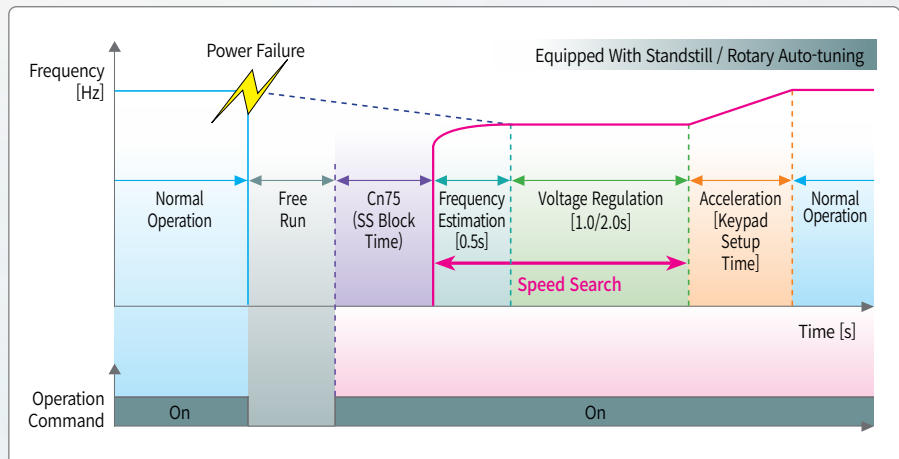 Power Failure
Equipped With Standstill / Rotary Auto-tuning
Frequency
[Hz]
Normal
Operation
Free
Run
Cn75
(SS Block
Time)
Frequency
Estimation
[0.5s]
Voltage Regulation
[1.0/2.0s]
Acceleration
[Keypad
Setup
Time]
Normal
Operation
Speed Search
Time [s]
Operation
Command
On
On